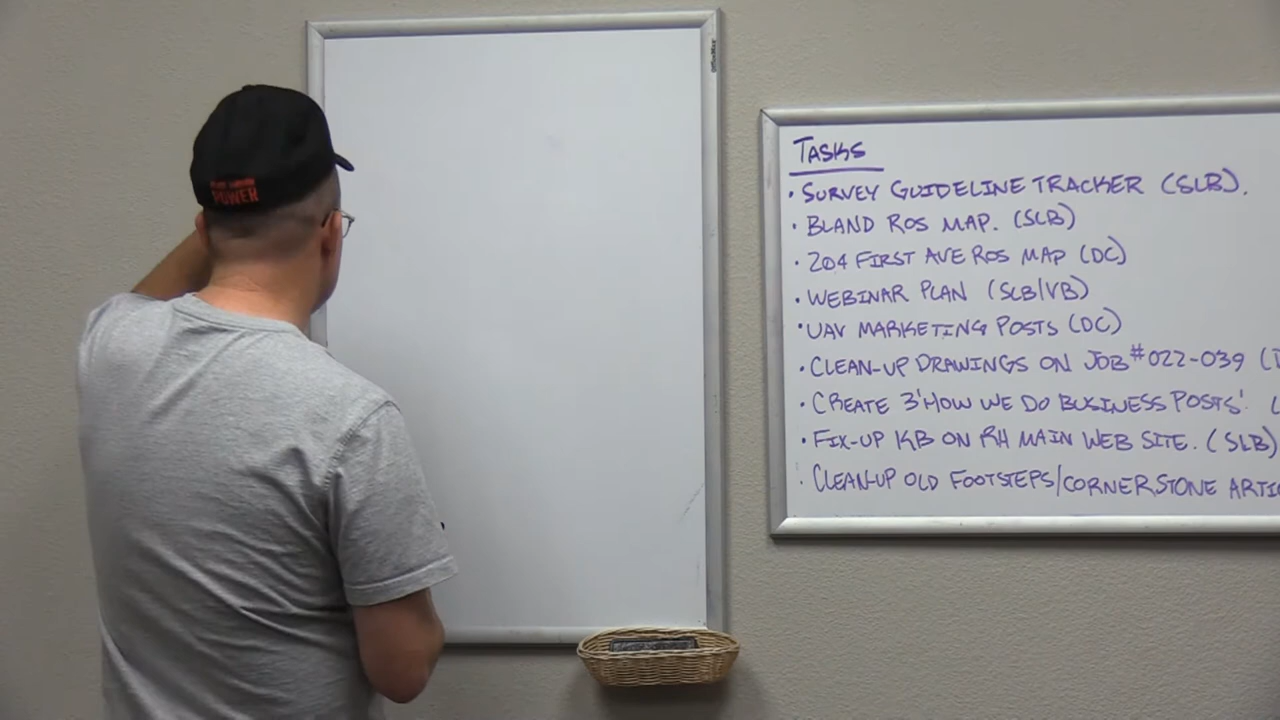 POWER
OfficeMax
TASKS
• SURVEY GUIDELINE TRACKER (SLB).
• BLAND ROS MAP. (SLB)
• 204 FIRST AVE ROS MAP (DC)
• WEBINAR PLAN (SLB/VB)
• UAV MARKETING POSTS (DC)
• CLEAN-UP DRAWINGS ON JOB #022-039 (
• CREATE 3 'HOW WE DO BUSINESS POSTS'. (
• FIX-UP KB ON RH MAIN WEB SITE. (SLB)
• CLEAN-UP OLD FOOTSTEPS/CORNERSTONE ARTI